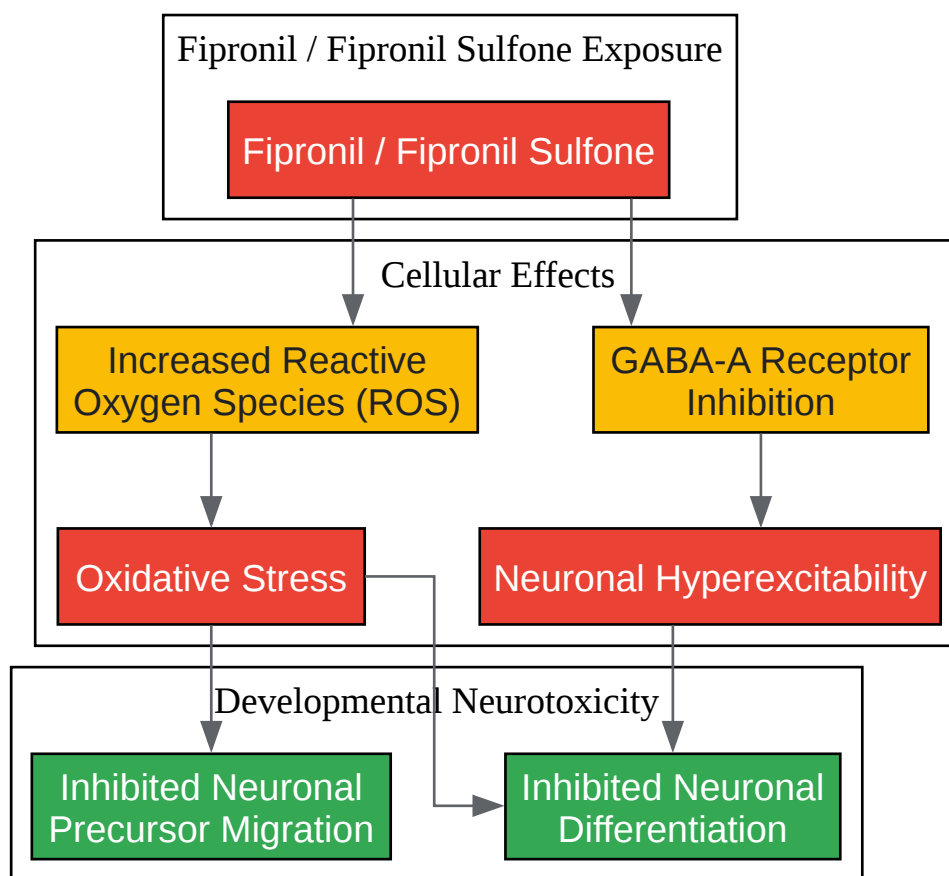 Fipronil / Fipronil Sulfone Exposure
Fipronil / Fipronil Sulfone
Cellular Effects
Increased Reactive
Oxygen Species (ROS)
GABA-A Receptor
Inhibition
Oxidative Stress
Neuronal Hyperexcitability
Developmental Neurotoxicity
Inhibited Neuronal
Precursor Migration
Inhibited Neuronal
Differentiation